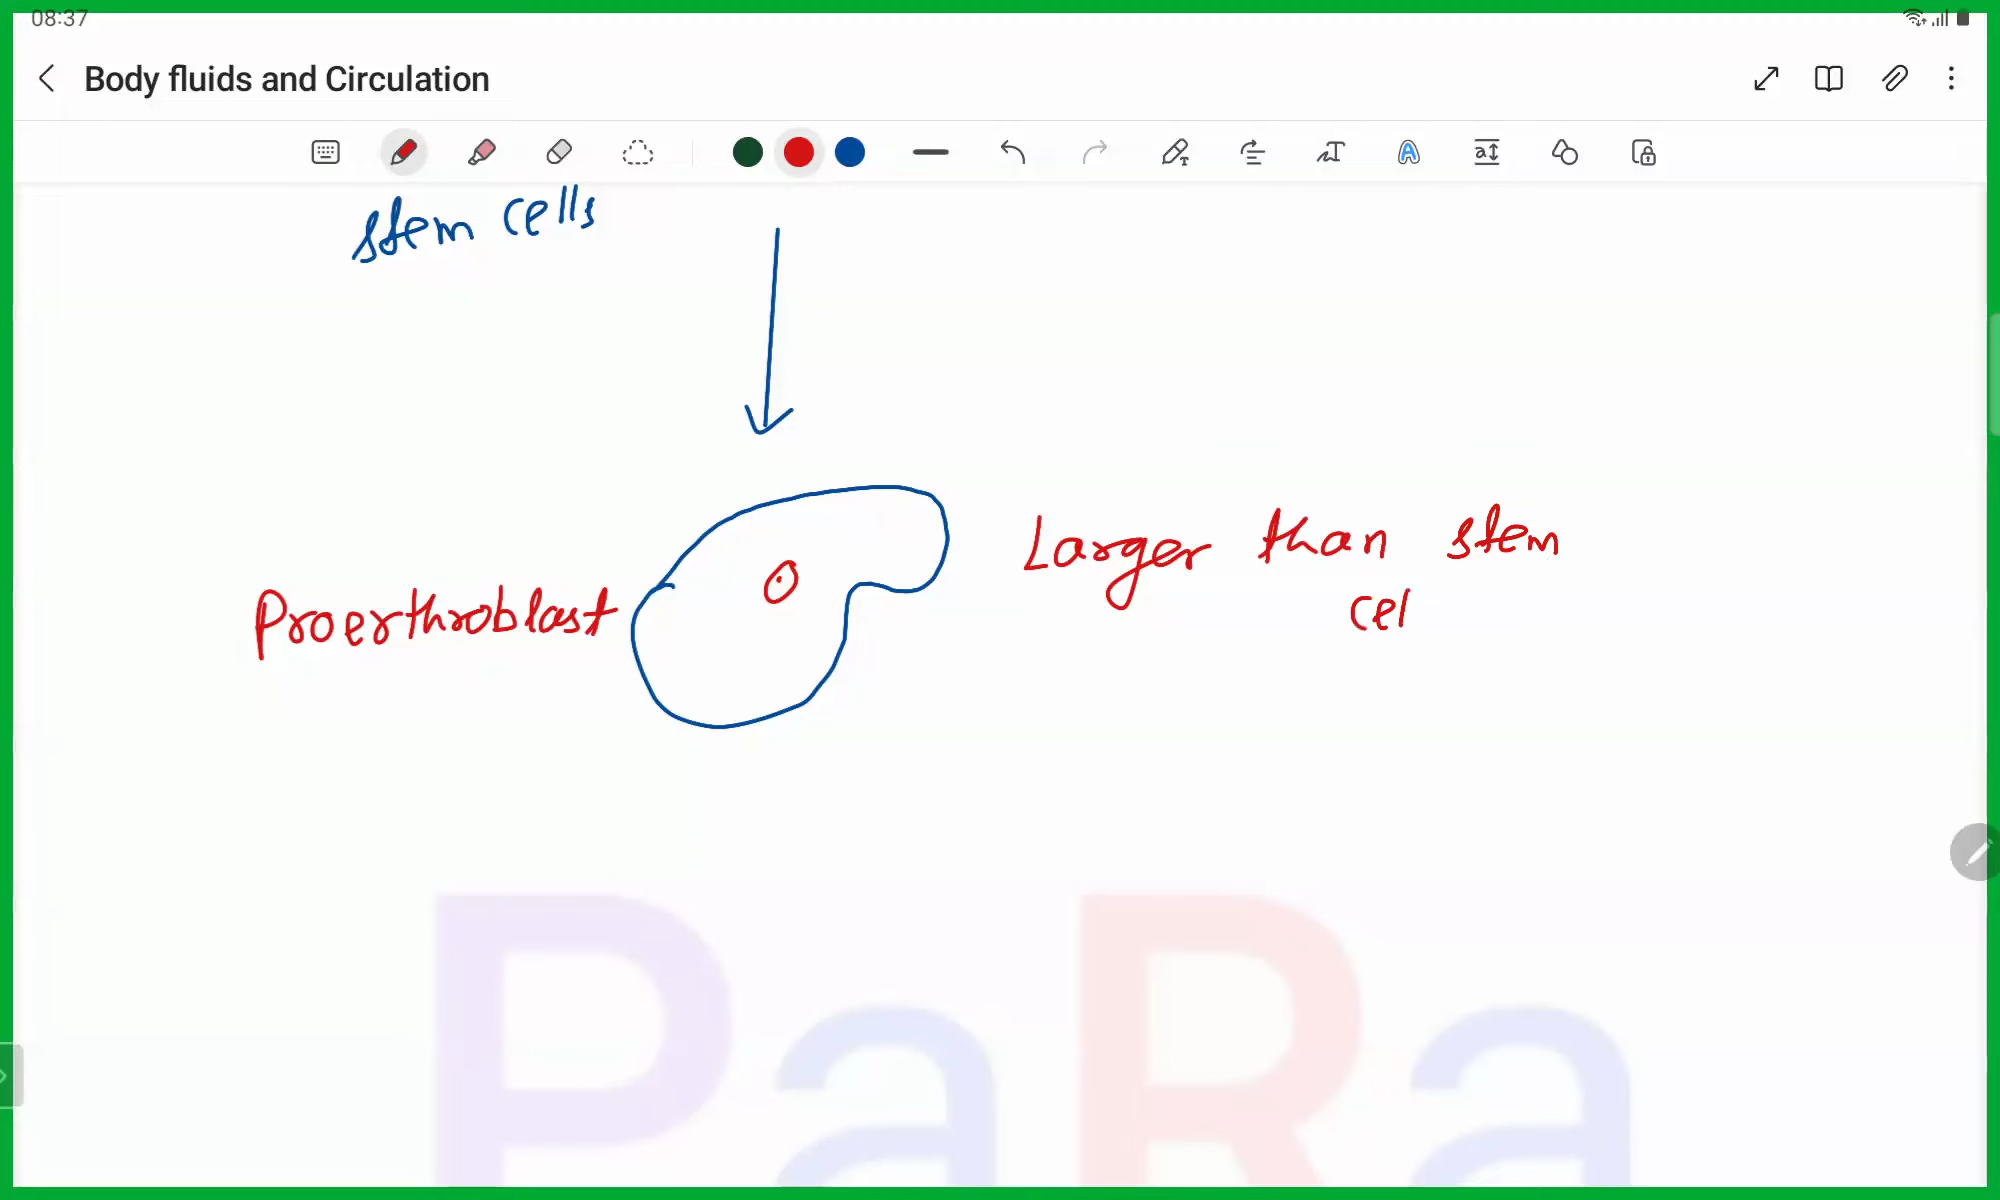 08:37
Body fluids and Circulation
stem cells
Larger than stem
cel
Proerthroblast
PaRa